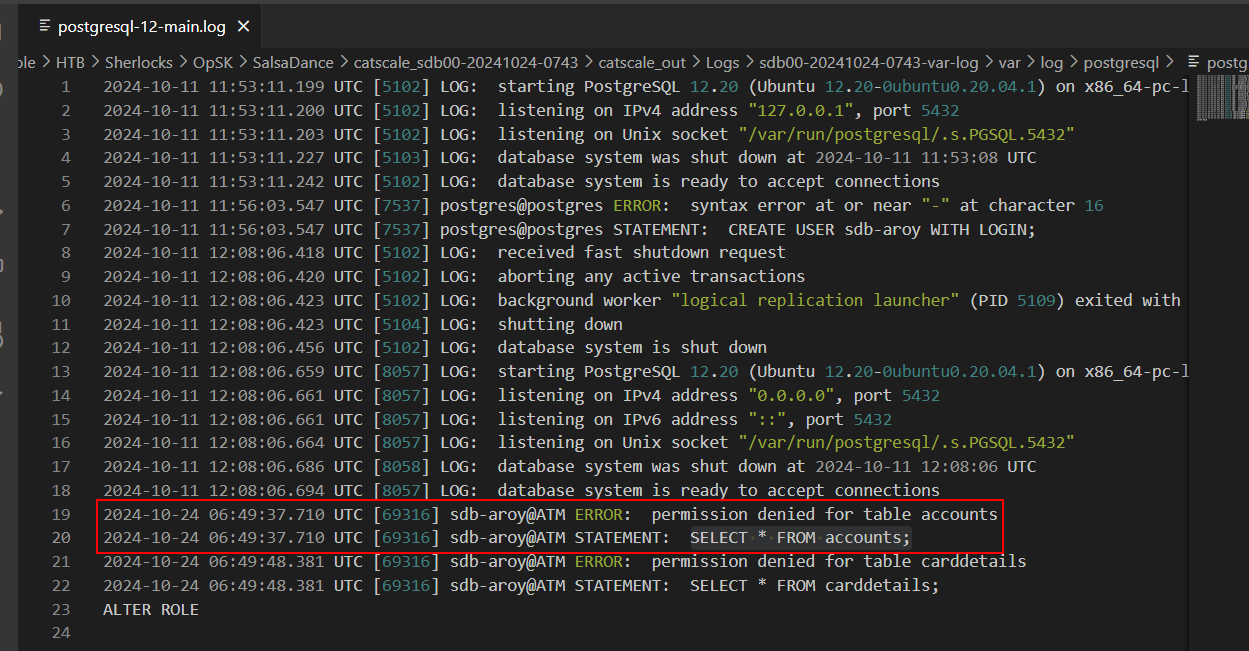 postgresql-12-main.log
ole > HTB > Sherlocks > OpSK > SalsaDance > catscale_sdb00-20241024-0743 > catscale_out > Logs > sdb00-20241024-0743-var-log > var > log > postgresql > postg
1 2024-10-11 11:53:11.199 UTC [5102] LOG:  starting PostgreSQL 12.20 (Ubuntu 12.20-0ubuntu0.20.04.1) on x86_64-pc-l
2 2024-10-11 11:53:11.200 UTC [5102] LOG:  listening on IPv4 address "127.0.0.1", port 5432
3 2024-10-11 11:53:11.203 UTC [5102] LOG:  listening on Unix socket "/var/run/postgresql/.s.PGSQL.5432"
4 2024-10-11 11:53:11.227 UTC [5103] LOG:  database system was shut down at 2024-10-11 11:53:08 UTC
5 2024-10-11 11:53:11.242 UTC [5102] LOG:  database system is ready to accept connections
6 2024-10-11 11:56:03.547 UTC [7537] postgres@postgres ERROR:  syntax error at or near "-" at character 16
7 2024-10-11 11:56:03.547 UTC [7537] postgres@postgres STATEMENT:  CREATE USER sdb-aroy WITH LOGIN;
8 2024-10-11 12:08:06.418 UTC [5102] LOG:  received fast shutdown request
9 2024-10-11 12:08:06.420 UTC [5102] LOG:  aborting any active transactions
10 2024-10-11 12:08:06.423 UTC [5102] LOG:  background worker "logical replication launcher" (PID 5109) exited with
11 2024-10-11 12:08:06.423 UTC [5104] LOG:  shutting down
12 2024-10-11 12:08:06.456 UTC [5102] LOG:  database system is shut down
13 2024-10-11 12:08:06.659 UTC [8057] LOG:  starting PostgreSQL 12.20 (Ubuntu 12.20-0ubuntu0.20.04.1) on x86_64-pc-l
14 2024-10-11 12:08:06.661 UTC [8057] LOG:  listening on IPv4 address "0.0.0.0", port 5432
15 2024-10-11 12:08:06.661 UTC [8057] LOG:  listening on IPv6 address "::", port 5432
16 2024-10-11 12:08:06.664 UTC [8057] LOG:  listening on Unix socket "/var/run/postgresql/.s.PGSQL.5432"
17 2024-10-11 12:08:06.686 UTC [8058] LOG:  database system was shut down at 2024-10-11 12:08:06 UTC
18 2024-10-11 12:08:06.694 UTC [8057] LOG:  database system is ready to accept connections
19 2024-10-24 06:49:37.710 UTC [69316] sdb-aroy@ATM ERROR:  permission denied for table accounts
20 2024-10-24 06:49:37.710 UTC [69316] sdb-aroy@ATM STATEMENT:  SELECT * FROM accounts;
21 2024-10-24 06:49:48.381 UTC [69316] sdb-aroy@ATM ERROR:  permission denied for table carddetails
22 2024-10-24 06:49:48.381 UTC [69316] sdb-aroy@ATM STATEMENT:  SELECT * FROM carddetails;
23 ALTER ROLE
24